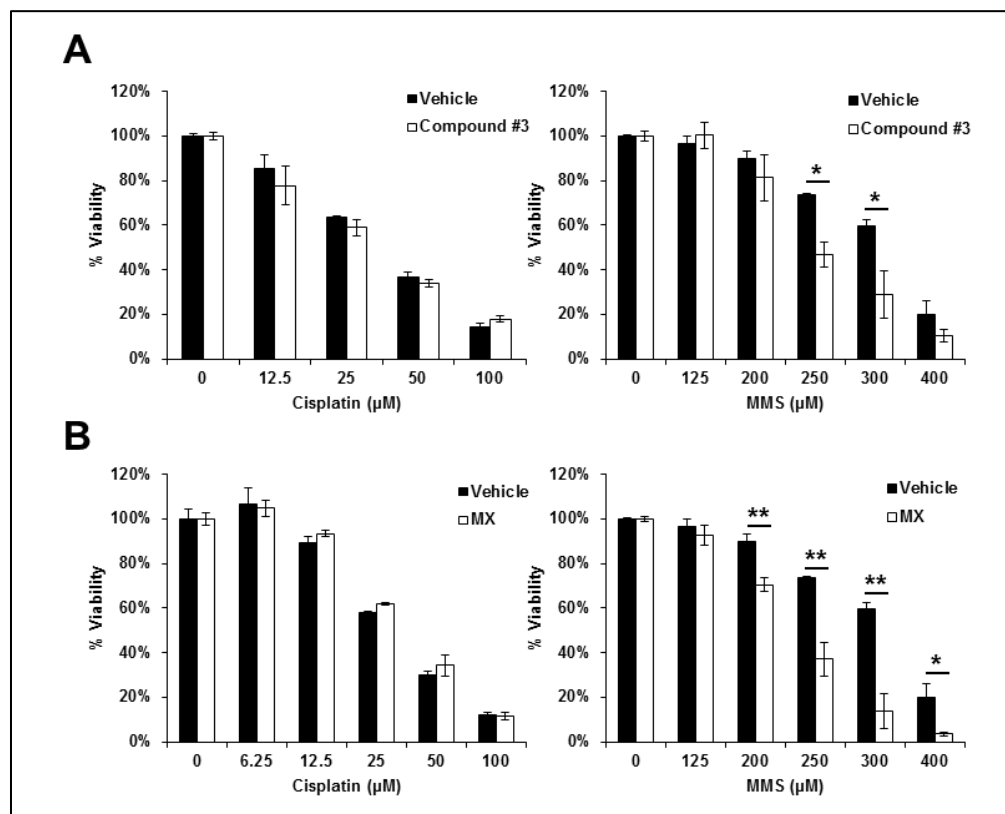 A
120%
100%
80%
60%
40%
20%
0%
% Viability
Vehicle
Compound #3
0 12.5 25 50 100
Cisplatin (µM)
120%
100%
80%
60%
40%
20%
0%
% Viability
Vehicle
Compound #3
*
*
0 125 200 250 300 400
MMS (µM)
B
120%
100%
80%
60%
40%
20%
0%
% Viability
Vehicle
MX
0 6.25 12.5 25 50 100
Cisplatin (µM)
120%
100%
80%
60%
40%
20%
0%
% Viability
Vehicle
MX
**
**
**
*
0 125 200 250 300 400
MMS (µM)